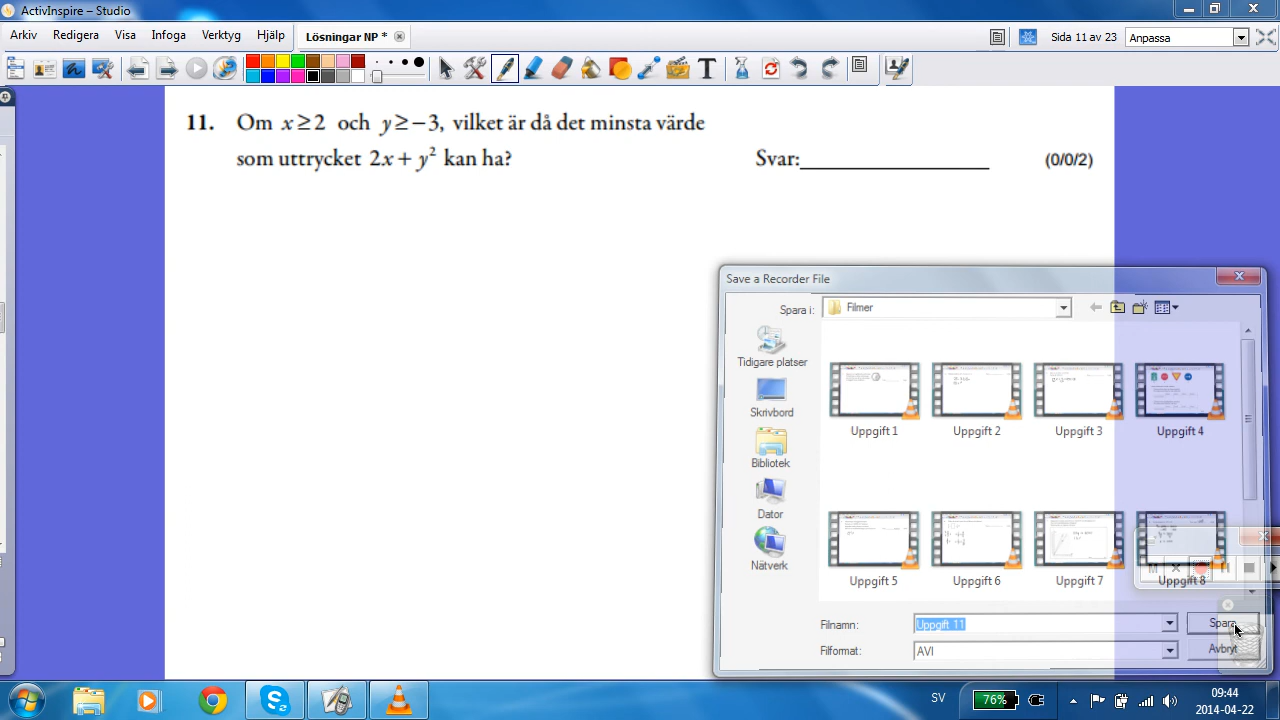 ActivInspire – Studio
Arkiv Redigera Visa Infoga Verktyg Hjälp Lösningar NP * Sida 11 av 23 Anpassa
11. Om x ≥ 2 och y ≥ −3, vilket är då det minsta värde
som uttrycket 2x + y² kan ha? Svar:____________________ (0/0/2)
Save a Recorder File
Spara i: Filmer
Tidigare platser
Skrivbord
Bibliotek
Dator
Nätverk
Uppgift 1 Uppgift 2 Uppgift 3 Uppgift 4
Uppgift 5 Uppgift 6 Uppgift 7 Uppgift 8
Filnamn: Uppgift 11 Spara
Filformat: AVI Avbryt
SV 76% 09:44
2014-04-22